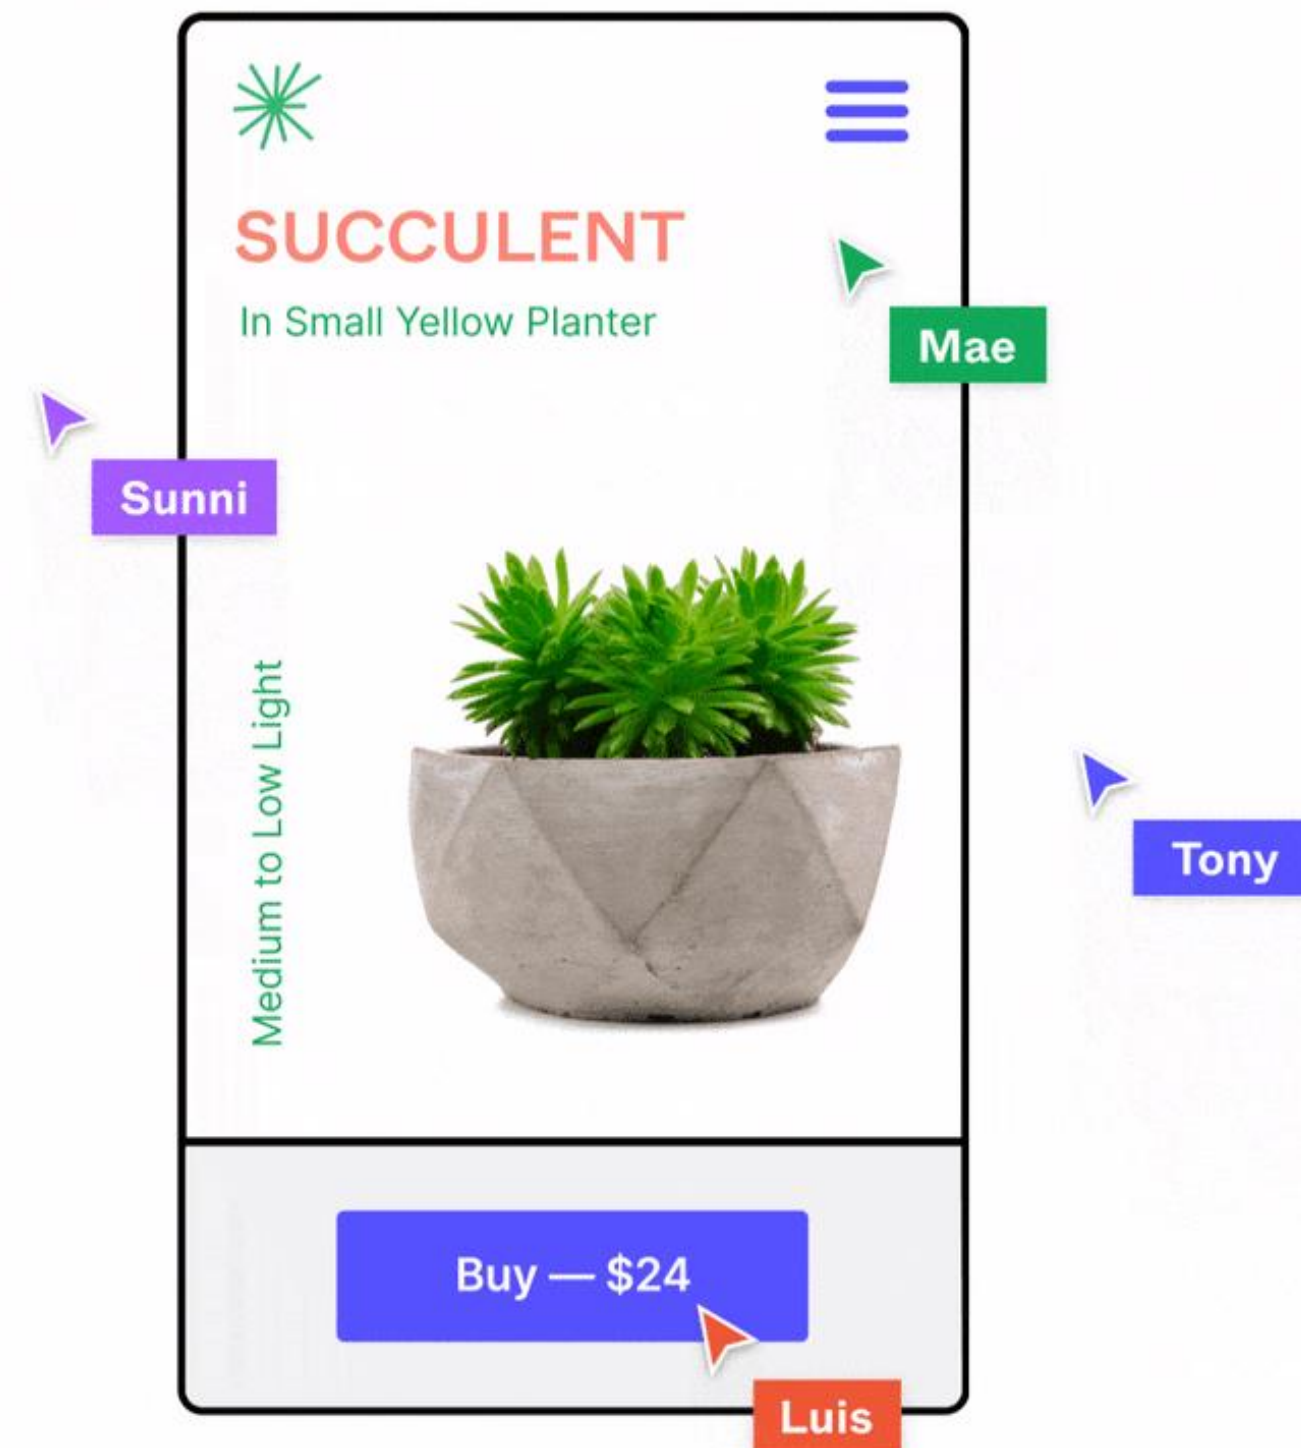 SUCCULENT
In Small Yellow Planter
Mae
Sunni
Medium to Low Light
Tony
Buy — $24
Luis